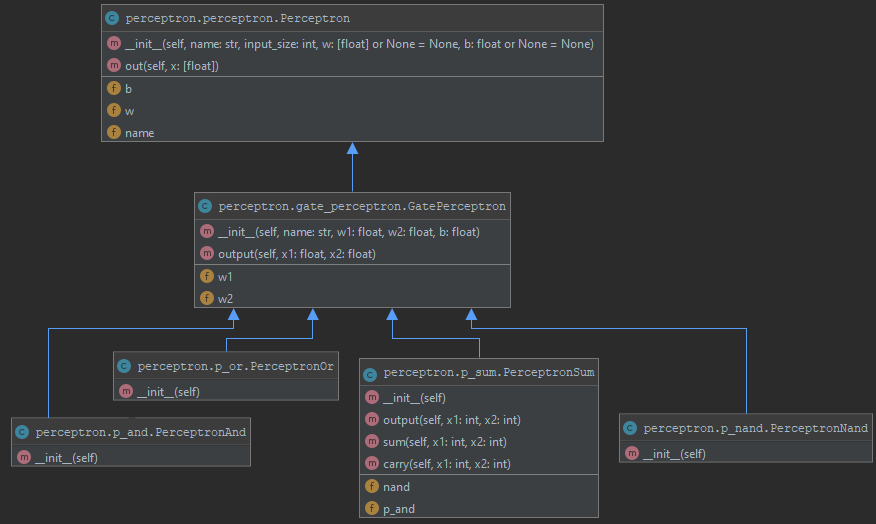 C perceptron.perceptron.Perceptron
m __init__(self, name: str, input_size: int, w: [float] or None = None, b: float or None = None)
m out(self, x: [float])
f b
f w
f name
C perceptron.gate_perceptron.GatePerceptron
m __init__(self, name: str, w1: float, w2: float, b: float)
m output(self, x1: float, x2: float)
f w1
f w2
C perceptron.p_or.PerceptronOr
m __init__(self)
C perceptron.p_sum.PerceptronSum
m __init__(self)
m output(self, x1: int, x2: int)
m sum(self, x1: int, x2: int)
m carry(self, x1: int, x2: int)
f nand
f p_and
C perceptron.p_and.PerceptronAnd
m __init__(self)
C perceptron.p_nand.PerceptronNand
m __init__(self)